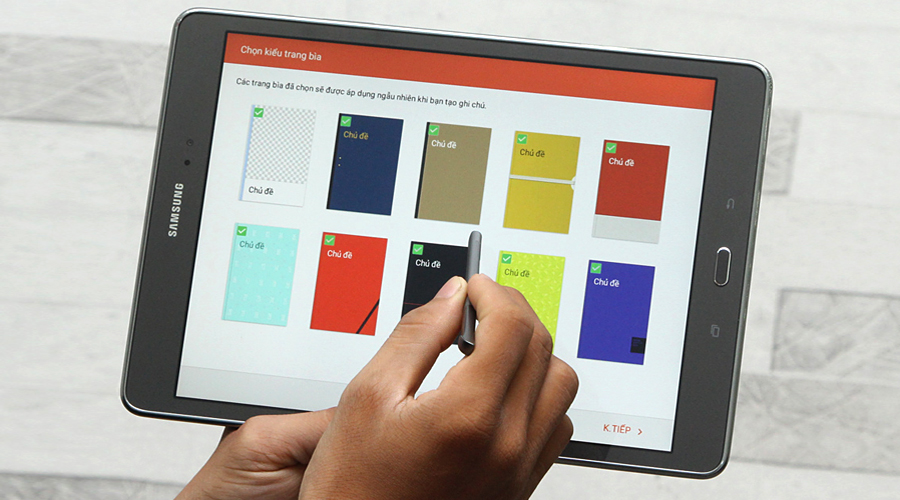 SAMSUNG
Chọn kiểu trang bìa
Các trang bìa đã chọn sẽ được áp dụng ngẫu nhiên khi bạn tạo ghi chú.
Chủ đề
Chủ đề
Chủ đề
Chủ đề
Chủ đề
Chủ đề
Chủ đề
Chủ đề
Chủ đề
Chủ đề
K.TIẾP